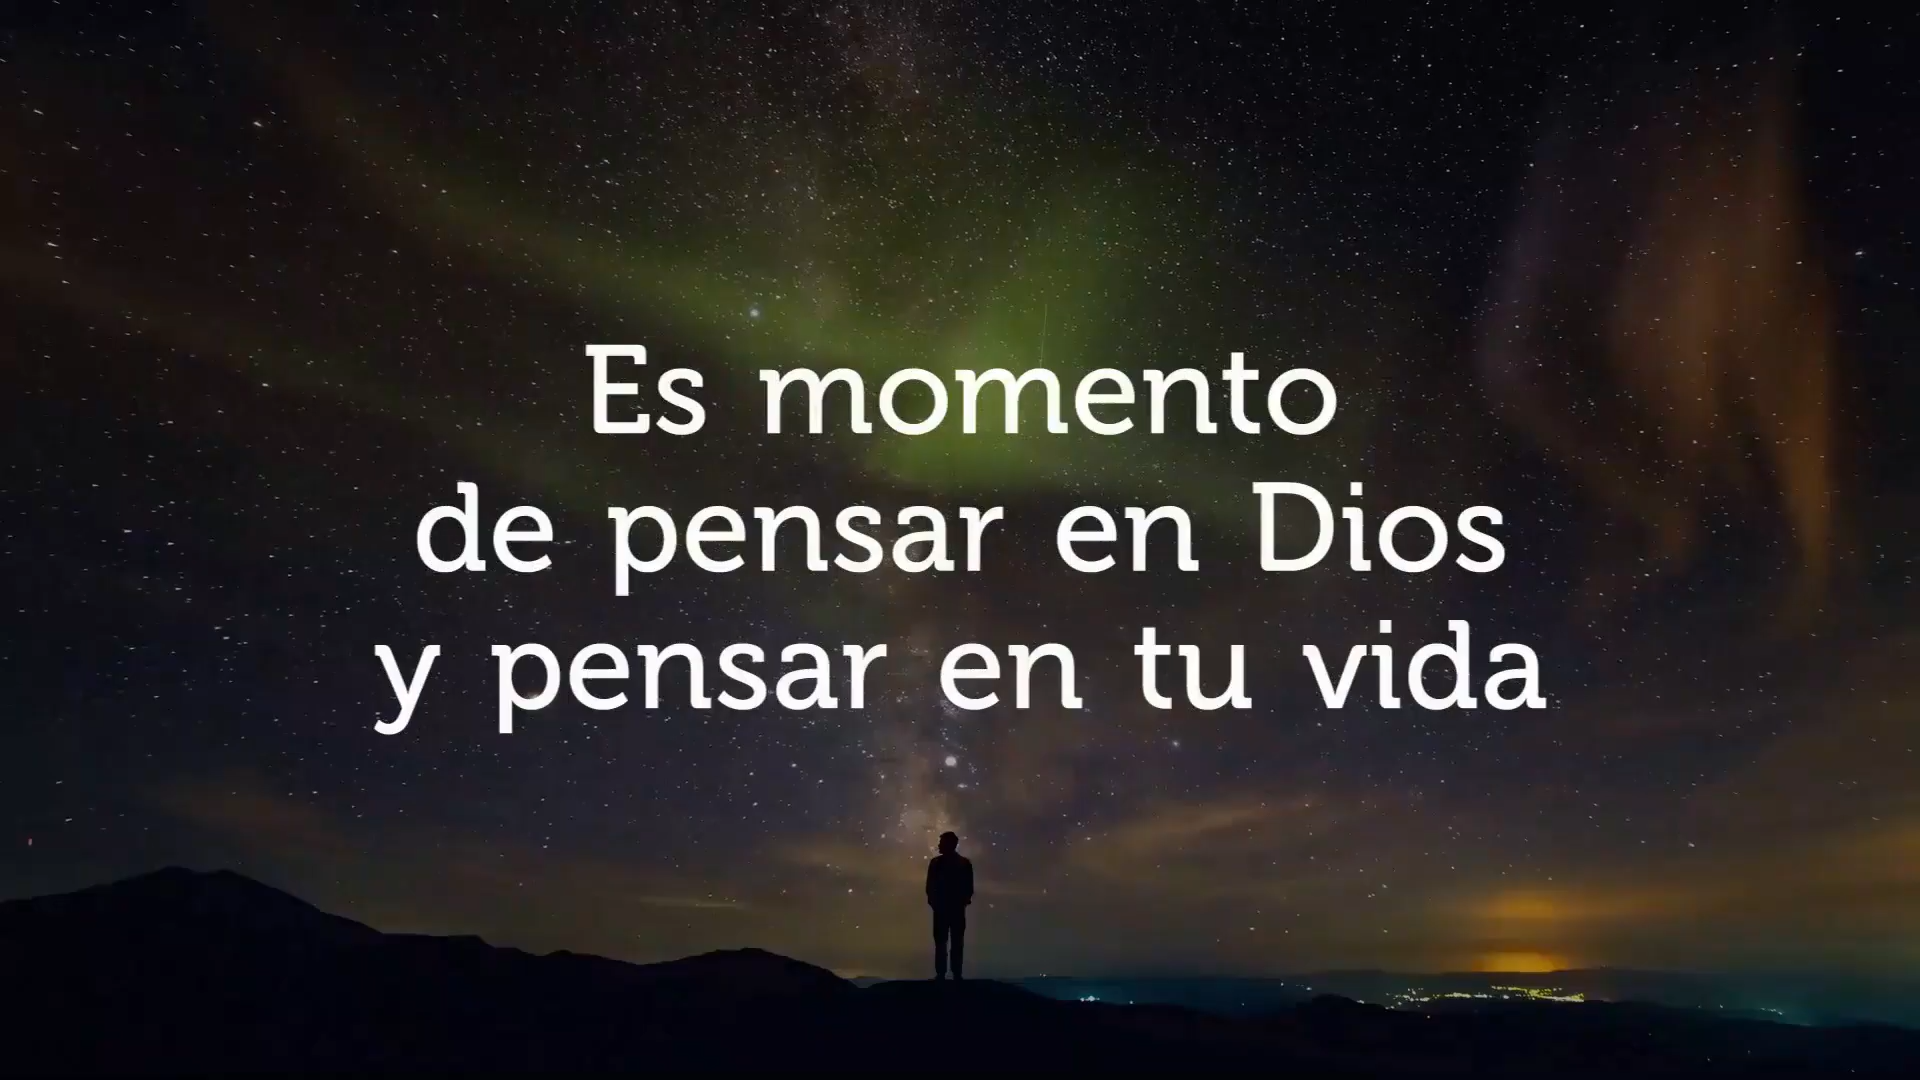 Es momento
de pensar en Dios
y pensar en tu vida